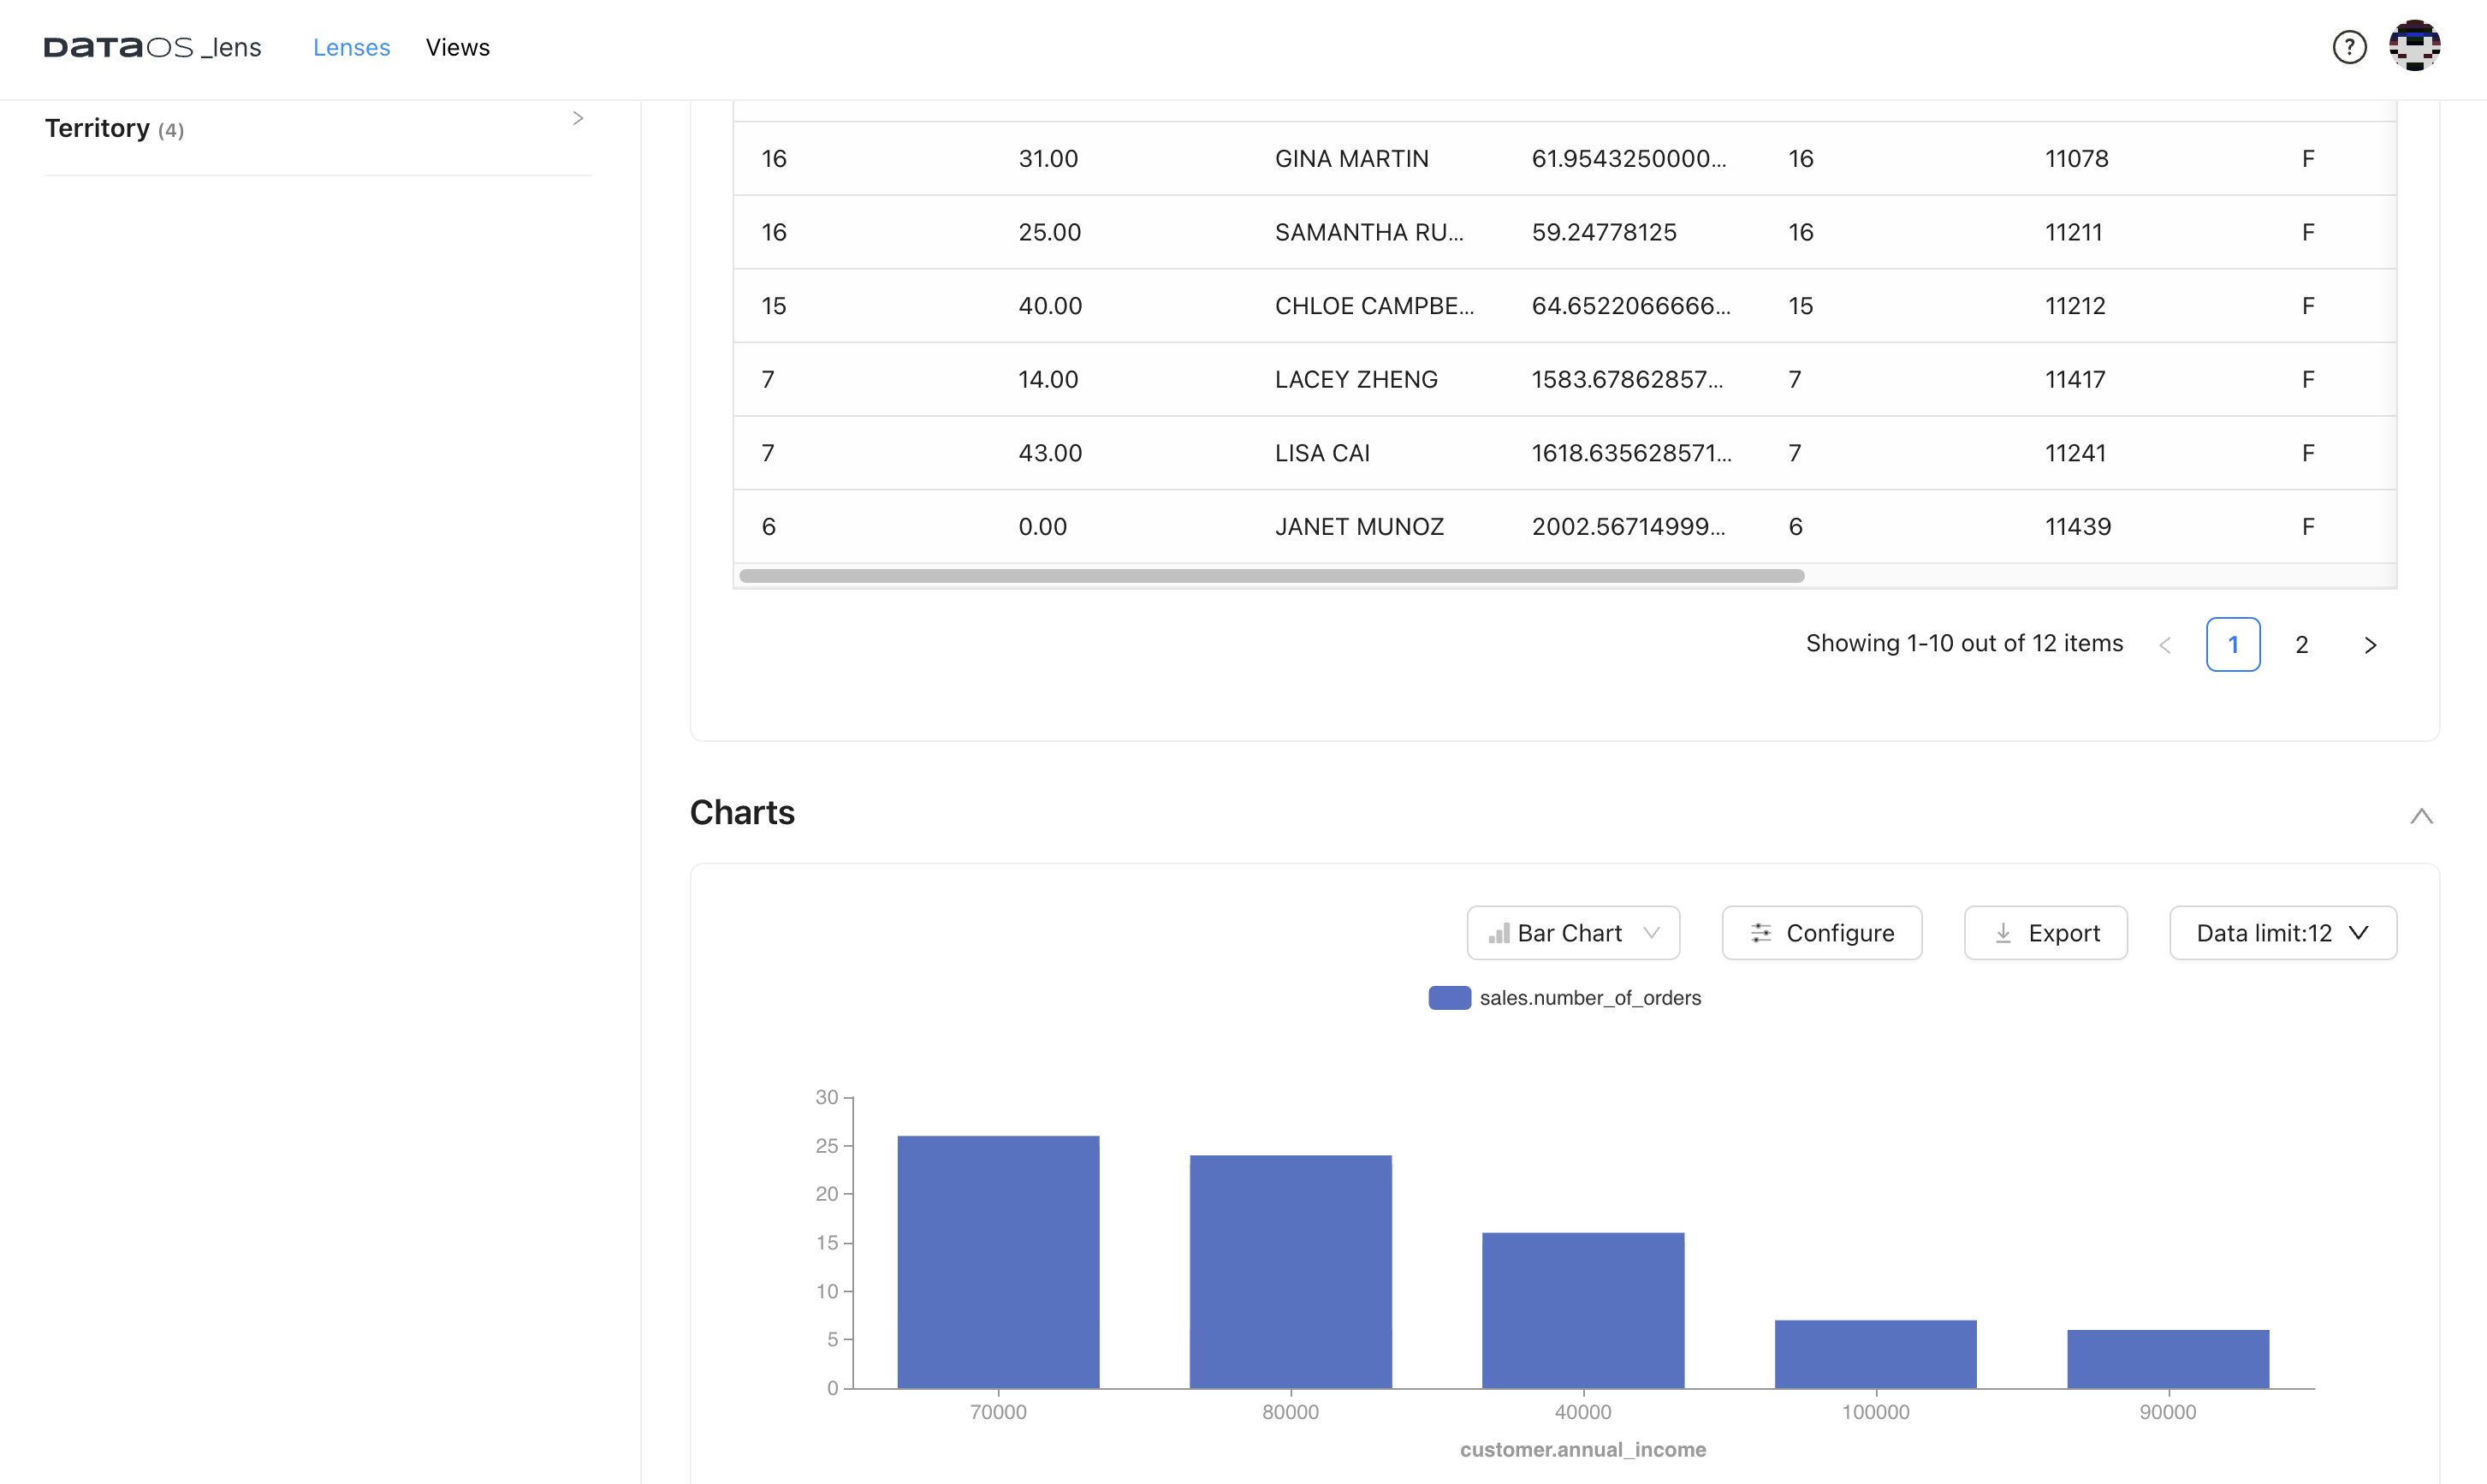 DATAOS _lens Lenses Views ?
Territory (4)
16 31.00 GINA MARTIN 61.9543250000... 16 11078 F
16 25.00 SAMANTHA RU... 59.24778125 16 11211 F
15 40.00 CHLOE CAMPBE... 64.6522066666... 15 11212 F
7 14.00 LACEY ZHENG 1583.67862857... 7 11417 F
7 43.00 LISA CAI 1618.635628571... 7 11241 F
6 0.00 JANET MUNOZ 2002.56714999... 6 11439 F
Showing 1-10 out of 12 items < 1 2 >
Charts
Bar Chart Configure Export Data limit:12
sales.number_of_orders
30
25
20
15
10
5
0
70000 80000 40000 100000 90000
customer.annual_income